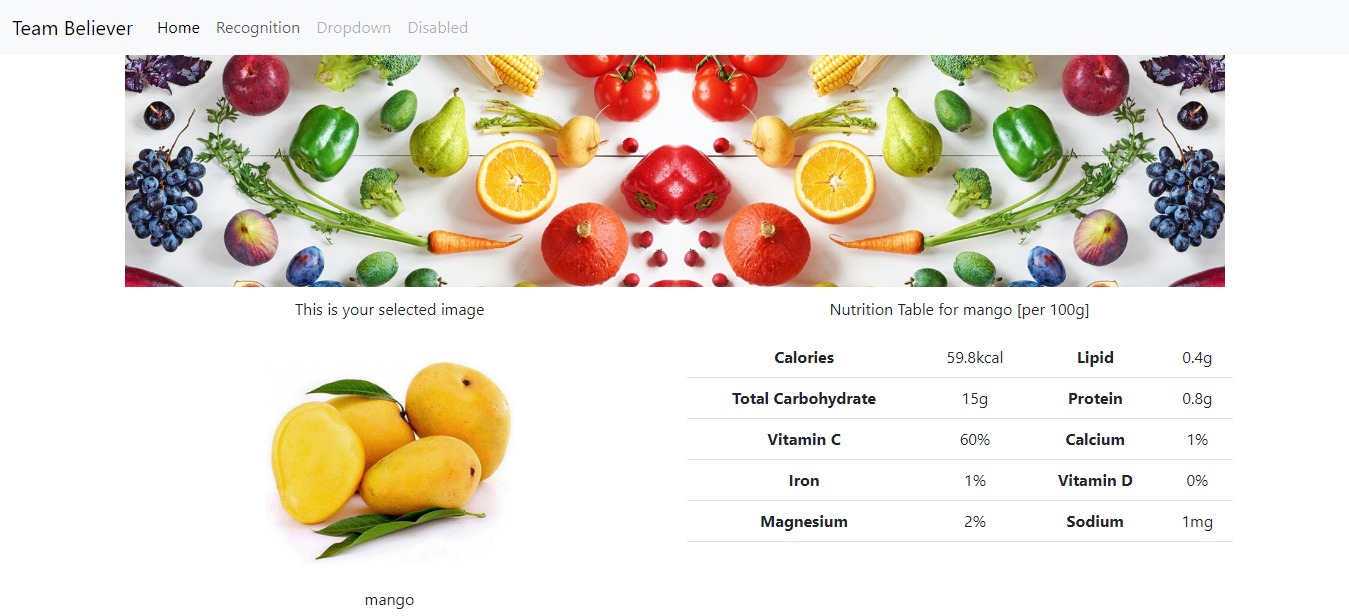 Team Believer Home Recognition Dropdown Disabled
This is your selected image
Nutrition Table for mango [per 100g]
Calories 59.8kcal Lipid 0.4g
Total Carbohydrate 15g Protein 0.8g
Vitamin C 60% Calcium 1%
Iron 1% Vitamin D 0%
Magnesium 2% Sodium 1mg
mango